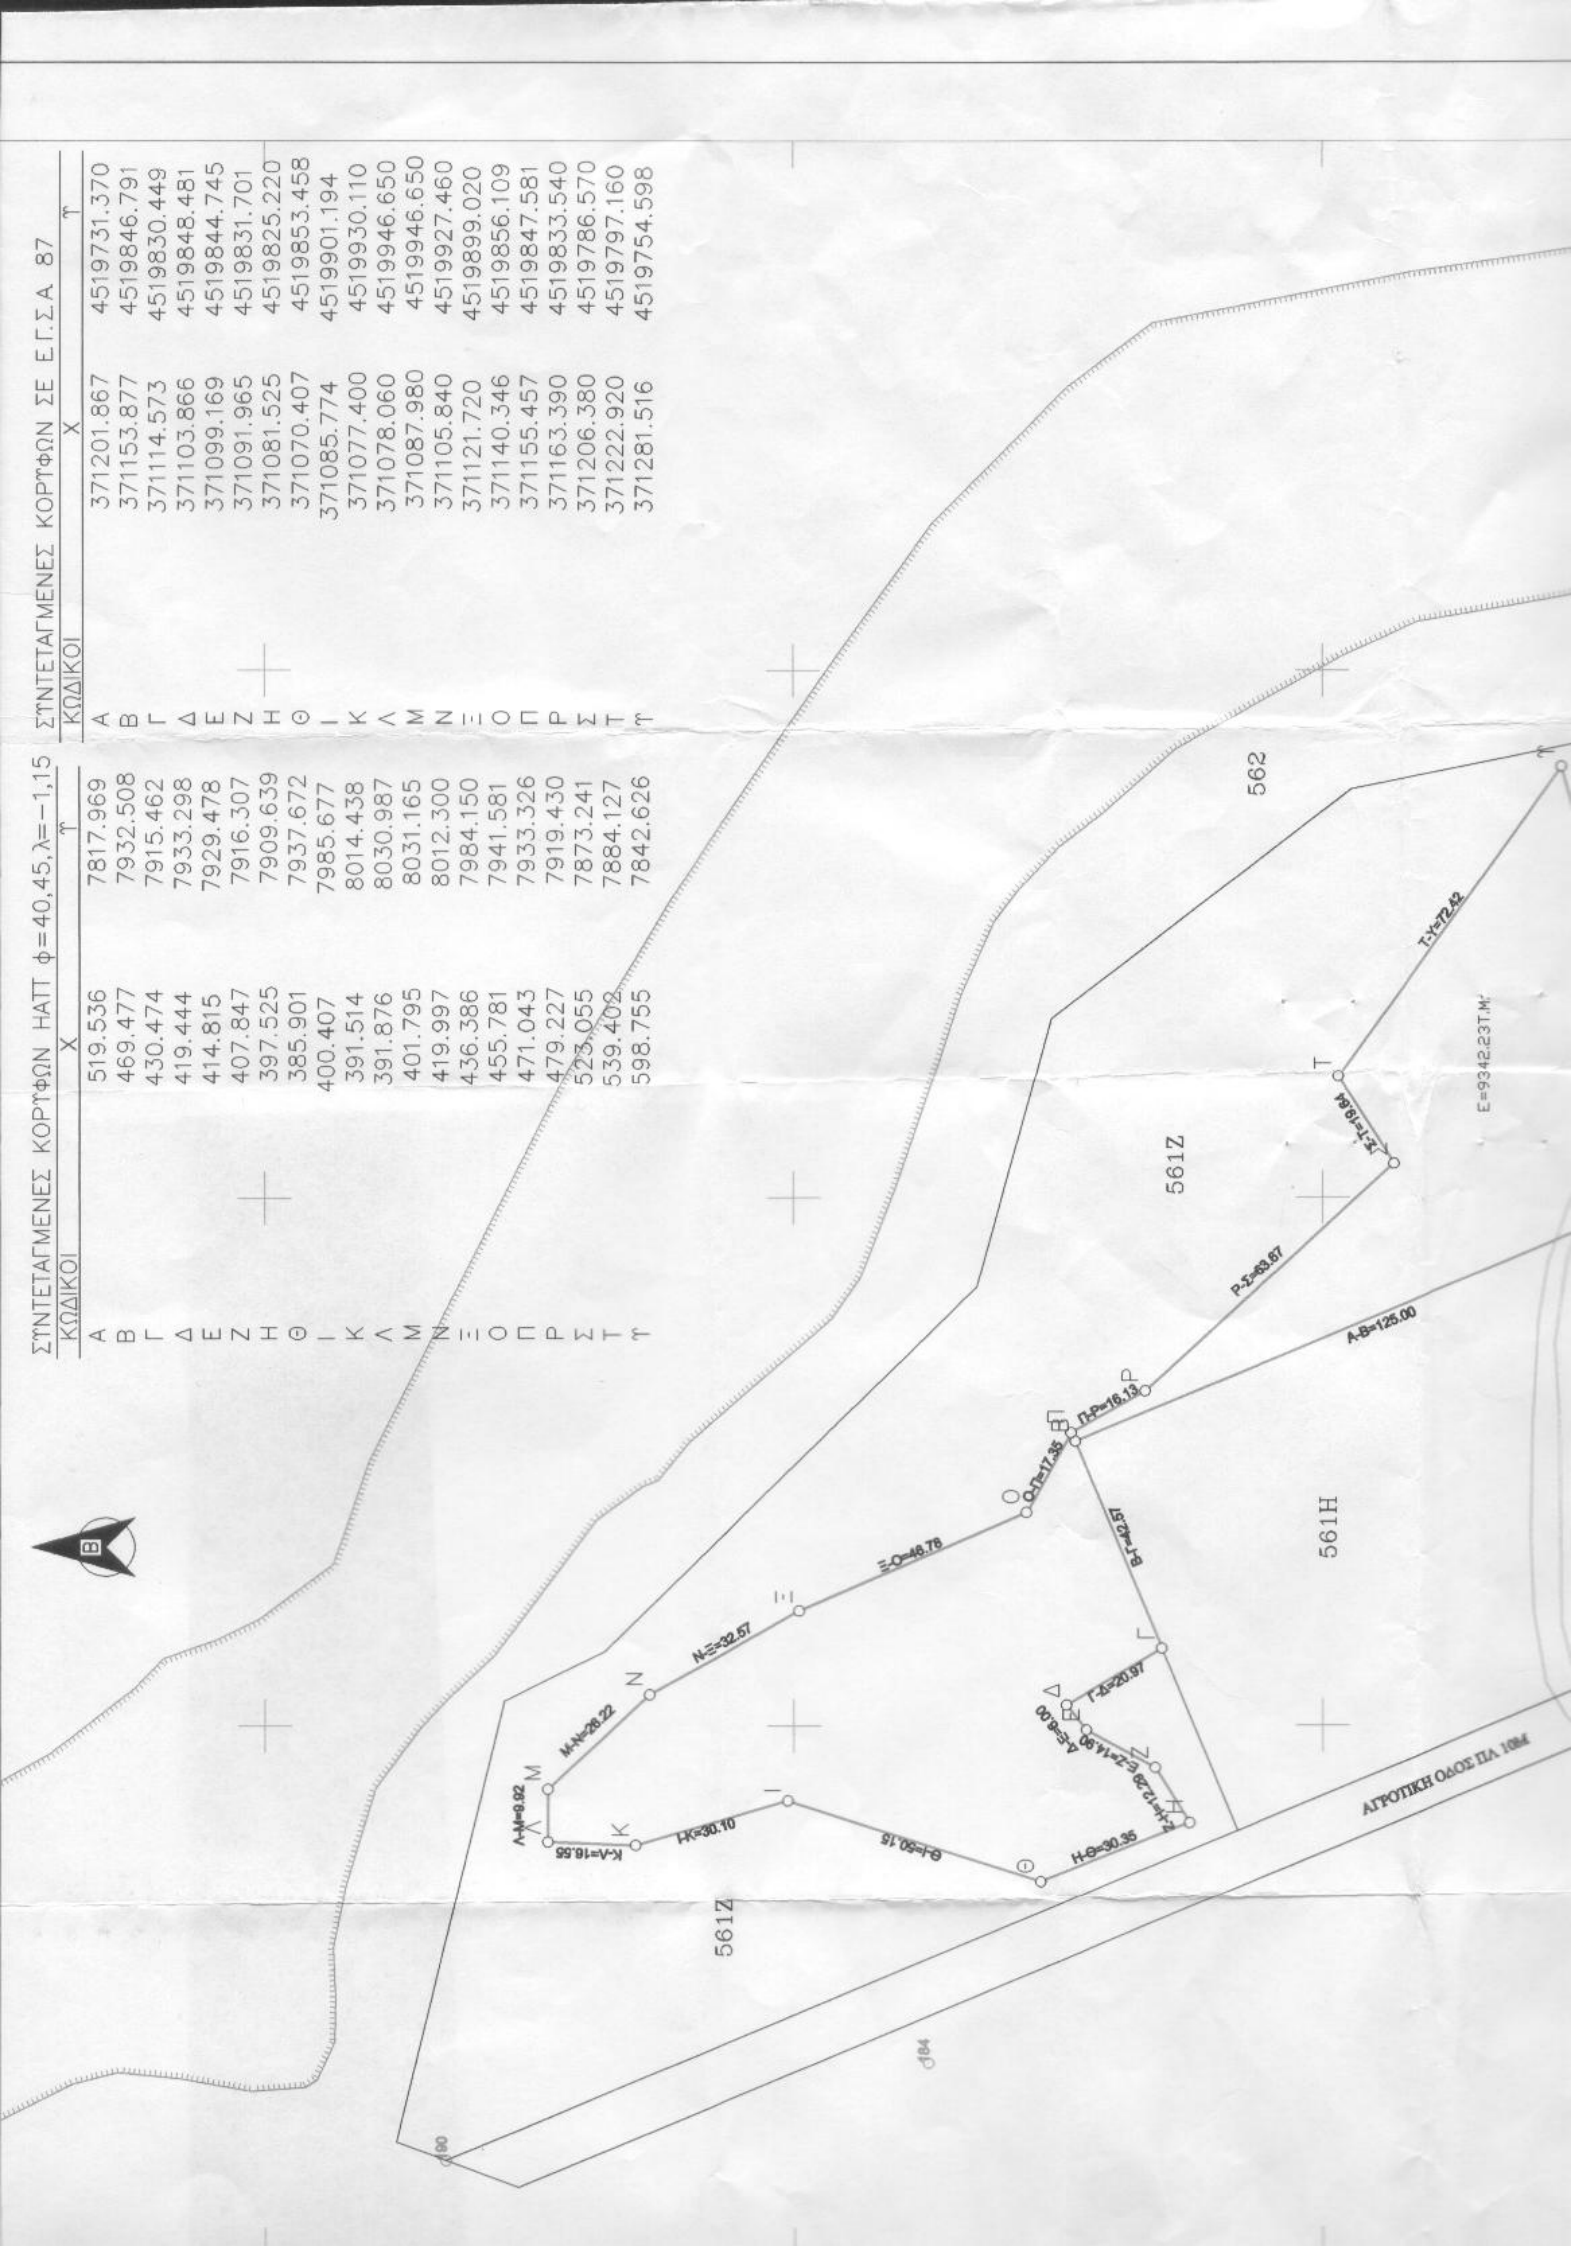 ΣΥΝΤΕΤΑΓΜΕΝΕΣ ΚΟΡΥΦΩΝ ΗΑΤΤ φ=40,45,λ=-1,15
ΚΩΔΙΚΟΙ X Υ
Α 519.536 7817.969
Β 469.477 7932.508
Γ 430.474 7915.462
Δ 419.444 7933.298
Ε 414.815 7929.478
Ζ 407.847 7916.307
Η 397.525 7909.639
Θ 385.901 7937.672
Ι 400.407 7985.677
Κ 391.514 8014.438
Λ 391.876 8030.987
Μ 401.795 8031.165
Ν 419.997 8012.300
Ξ 436.386 7984.150
Ο 455.781 7941.581
Π 471.043 7933.326
Ρ 479.227 7919.430
Σ 523.055 7873.241
Τ 539.402 7884.127
Υ 598.755 7842.626
ΣΥΝΤΕΤΑΓΜΕΝΕΣ ΚΟΡΥΦΩΝ ΣΕ Ε.Γ.Σ.Α. 87
ΚΩΔΙΚΟΙ X Υ
Α 371201.867 4519731.370
Β 371153.877 4519846.791
Γ 371114.573 4519830.449
Δ 371103.866 4519848.481
Ε 371099.169 4519844.745
Ζ 371091.965 4519831.701
Η 371081.525 4519825.220
Θ 371070.407 4519853.458
Ι 371085.774 4519901.194
Κ 371077.400 4519930.110
Λ 371078.060 4519946.650
Μ 371087.980 4519946.650
Ν 371105.840 4519927.460
Ξ 371121.720 4519899.020
Ο 371140.346 4519856.109
Π 371155.457 4519847.581
Ρ 371163.390 4519833.540
Σ 371206.380 4519786.570
Τ 371222.920 4519797.160
Υ 371281.516 4519754.598
Β
190
184
Λ-Μ=9.92
Λ
Μ
Μ-Ν=26.22
Κ-Λ=16.55
Κ
Ν
Ι-Κ=30.10
Ν-Ξ=32.57
561Ζ
Ι
Ξ
Θ-Ι=50.15
Ξ-Ο=46.78
Θ
Ο
Ο-Π=17.35
Δ-Ε=6.00
Δ
Ε
Β
Π
Π-Ρ=16.13
Η-Θ=30.35
Ε-Ζ=14.90
Γ-Δ=20.97
Β-Γ=42.57
Ρ
Ζ-Η=12.29
Η
Ζ
Γ
561Ζ
562
Ρ-Σ=63.67
561Η
Τ
Σ-Τ=19.64
Α-Β=125.00
Τ-Υ=72.42
Ε=9342.23Τ.Μ.
ΑΓΡΟΤΙΚΗ ΟΔΟΣ ΠΛ 10Μ
Υ